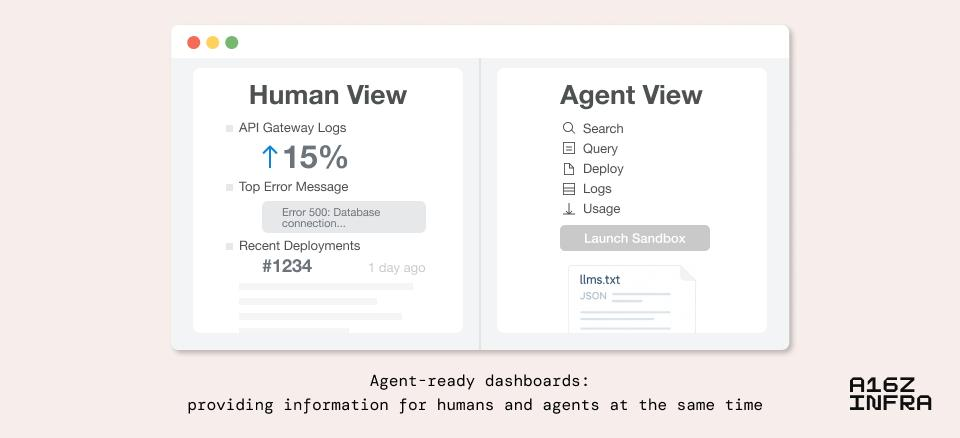 Human View
API Gateway Logs
↑15%
Top Error Message
Error 500: Database
connection...
Recent Deployments
#1234 1 day ago
Agent View
Search
Query
Deploy
Logs
Usage
Launch Sandbox
llms.txt
JSON
Agent-ready dashboards:
providing information for humans and agents at the same time
A16Z
INFRA